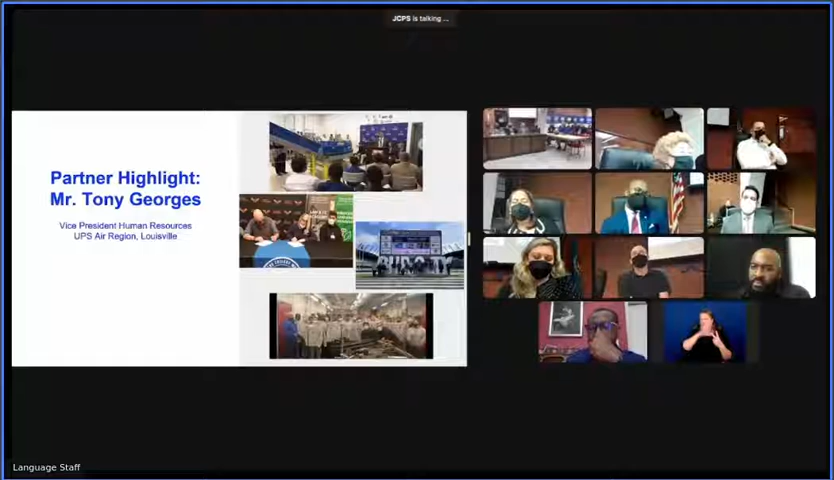 JCPS is talking ...
Partner Highlight:
Mr. Tony Georges
Vice President Human Resources
UPS Air Region, Louisville
Language Staff